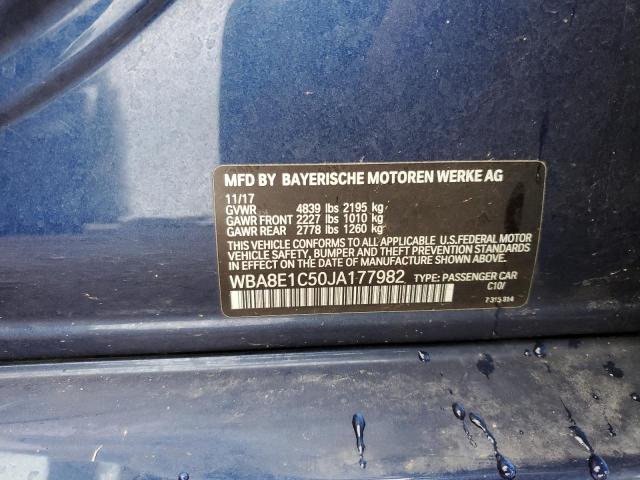 MFD BY BAYERISCHE MOTOREN WERKE AG
11/17
GVWR 4839 lbs 2195 kg
GAWR FRONT 2227 lbs 1010 kg
GAWR REAR 2778 lbs 1260 kg
THIS VEHICLE CONFORMS TO ALL APPLICABLE U.S.FEDERAL MOTOR
VEHICLE SAFETY, BUMPER AND THEFT PREVENTION STANDARDS IN EFFECT
ON THE DATE OF MANUFACTURE SHOWN ABOVE.
WBA8E1C50JA177982 TYPE: PASSENGER CAR
C10/
7 315 814